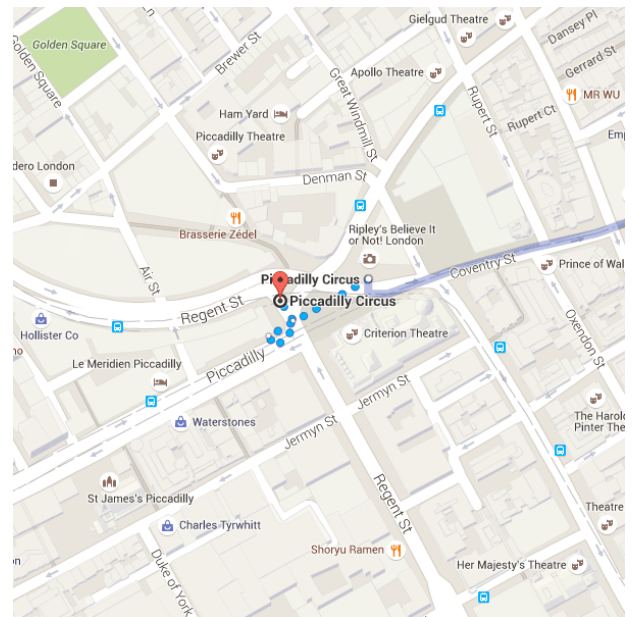 Gielgud Theatre
Dansey Pl
Golden Square
Brewer St
Gerrard St
Apollo Theatre
Great Windmill St
Rupert St
MR WU
Golden Square
Ham Yard
Rupert Ct
Piccadilly Theatre
Emp
dero London
Denman St
Brasserie Zédel
Ripley's Believe It
or Not! London
Air St
Coventry St
Prince of Wal
Piccadilly Circus
Piccadilly Circus
Regent St
Oxendon St
Hollister Co
Criterion Theatre
no
Piccadilly
Le Meridien Piccadilly
Jermyn St
Waterstones
The Harold
Pinter The
Jermyn St
St James's Piccadilly
Regent St
Theatre
Charles Tyrwhitt
Shoryu Ramen
on
Duke of York
Her Majesty's Theatre